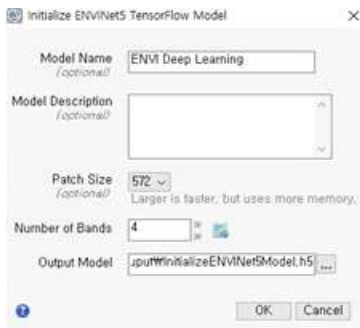 Initialize ENVINet5 TensorFlow Model
Model Name
(optional)
ENVI Deep Learning
Model Description
(optional)
Patch Size
(optional)
572
Larger is faster, but uses more memory.
Number of Bands
4
Output Model
put₩InitializeENVINet5Model.h5
...
OK
Cancel